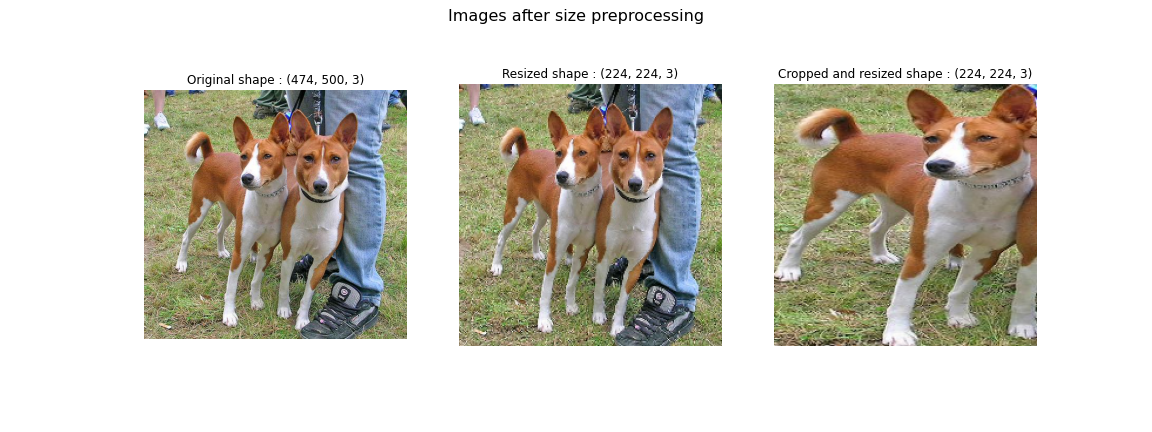 Images after size preprocessing
Original shape : (474, 500, 3)
Resized shape : (224, 224, 3)
Cropped and resized shape : (224, 224, 3)